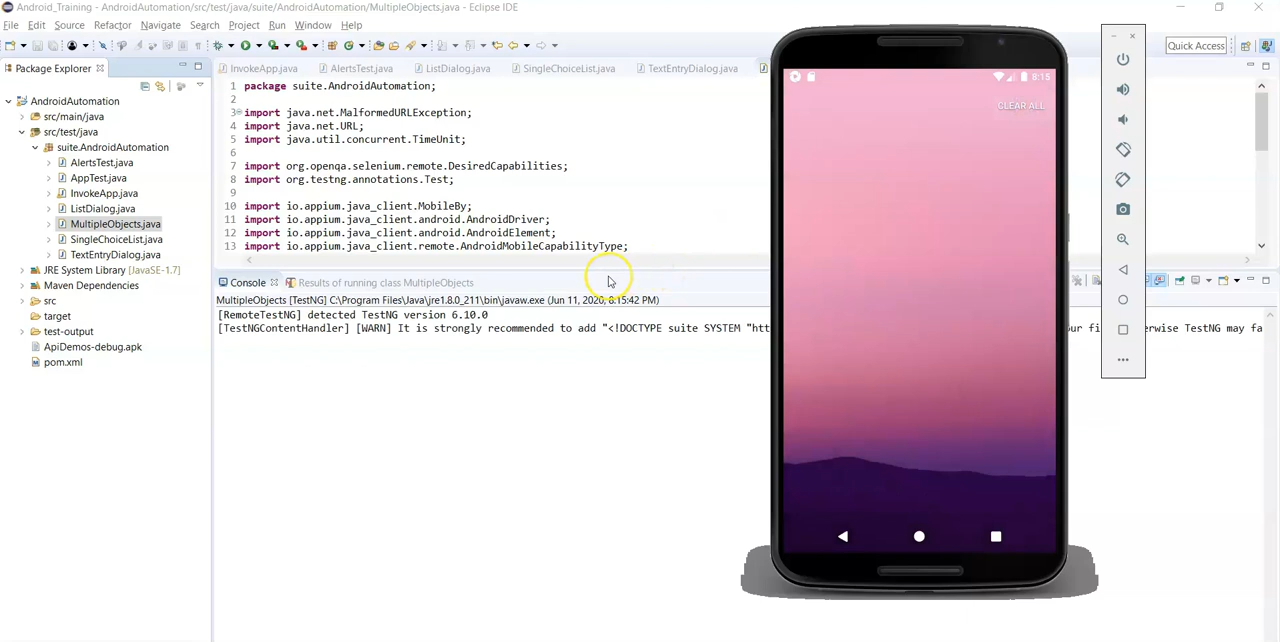 Android_Training - AndroidAutomation/src/test/java/suite/AndroidAutomation/MultipleObjects.java - Eclipse IDE
File Edit Source Refactor Navigate Search Project Run Window Help
Quick Access
Package Explorer
InvokeApp.java AlertsTest.java ListDialog.java SingleChoiceList.java TextEntryDialog.java
AndroidAutomation
src/main/java
src/test/java
suite.AndroidAutomation
AlertsTest.java
AppTest.java
InvokeApp.java
ListDialog.java
MultipleObjects.java
SingleChoiceList.java
TextEntryDialog.java
JRE System Library [JavaSE-1.7]
Maven Dependencies
src
target
test-output
ApiDemos-debug.apk
pom.xml
1 package suite.AndroidAutomation;
2
3 import java.net.MalformedURLException;
4 import java.net.URL;
5 import java.util.concurrent.TimeUnit;
6
7 import org.openqa.selenium.remote.DesiredCapabilities;
8 import org.testng.annotations.Test;
9
10 import io.appium.java_client.MobileBy;
11 import io.appium.java_client.android.AndroidDriver;
12 import io.appium.java_client.android.AndroidElement;
13 import io.appium.java_client.remote.AndroidMobileCapabilityType;
Console Results of running class MultipleObjects
MultipleObjects [TestNG] C:\Program Files\Java\jre1.8.0_211\bin\javaw.exe (Jun 11, 2020, 8:15:42 PM)
[RemoteTestNG] detected TestNG version 6.10.0
[TestNGContentHandler] [WARN] It is strongly recommended to add "<!DOCTYPE suite SYSTEM "htt
ur fi
erwise TestNG may fa
8:15
CLEAR ALL